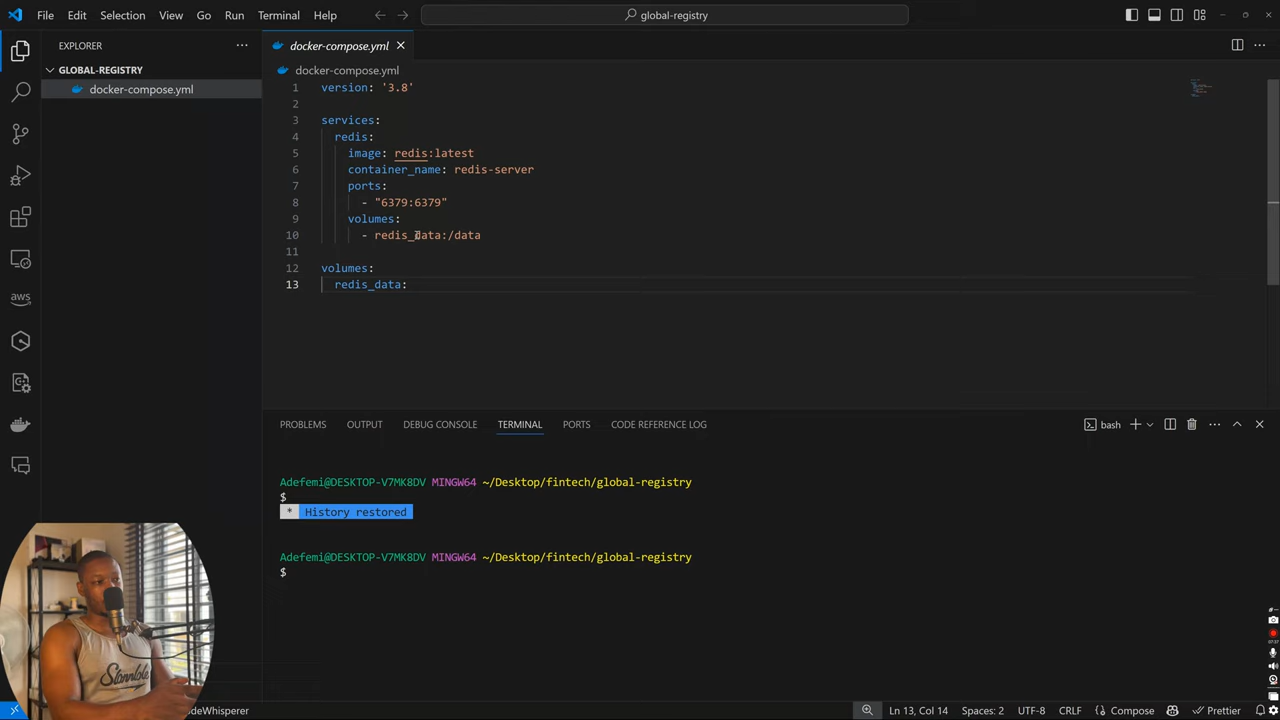 File Edit Selection View Go Run Terminal Help
global-registry
EXPLORER
docker-compose.yml
GLOBAL-REGISTRY
docker-compose.yml
docker-compose.yml
1 version: '3.8'
2
3 services:
4 redis:
5 image: redis:latest
6 container_name: redis-server
7 ports:
8 - "6379:6379"
9 volumes:
10 - redis_data:/data
11
12 volumes:
13 redis_data:
aws
PROBLEMS OUTPUT DEBUG CONSOLE TERMINAL PORTS CODE REFERENCE LOG
bash
Adefemi@DESKTOP-V7MK8DV MINGW64 ~/Desktop/fintech/global-registry
$
* History restored
Adefemi@DESKTOP-V7MK8DV MINGW64 ~/Desktop/fintech/global-registry
$
deWhisperer
Ln 13, Col 14 Spaces: 2 UTF-8 CRLF Compose Prettier